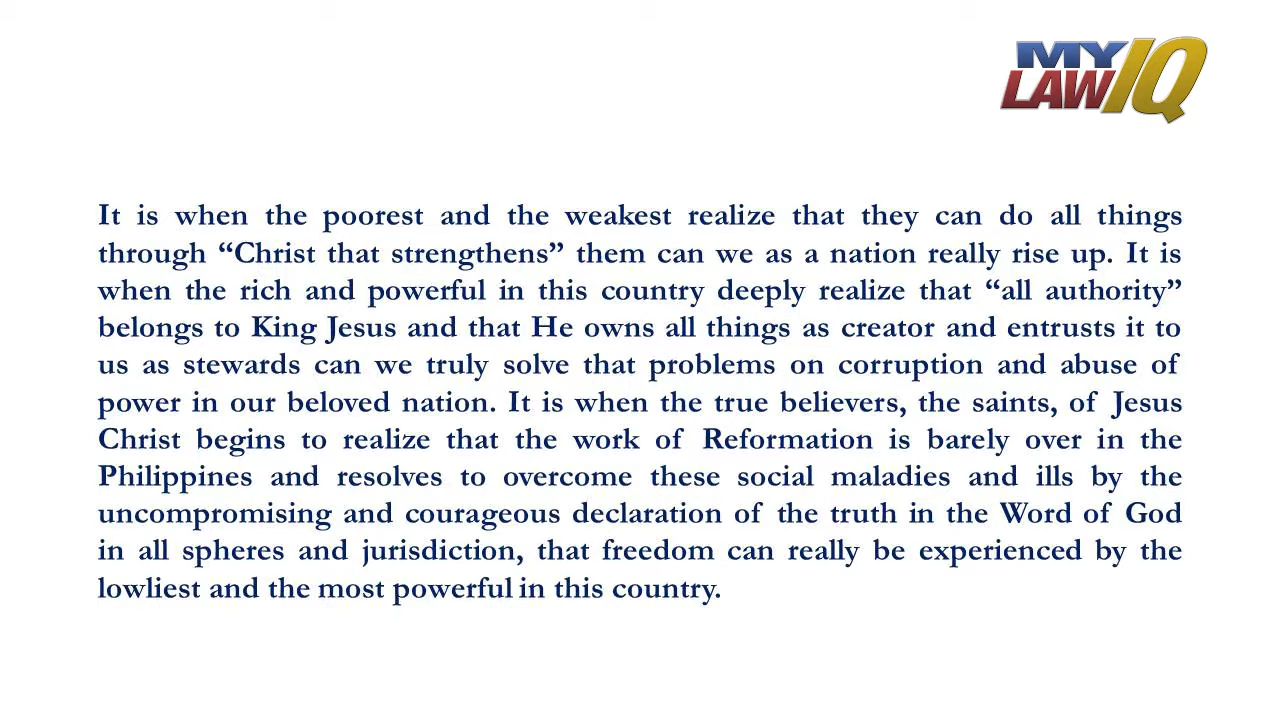 MY
LAW IQ
It is when the poorest and the weakest realize that they can do all things
through “Christ that strengthens” them can we as a nation really rise up. It is
when the rich and powerful in this country deeply realize that “all authority”
belongs to King Jesus and that He owns all things as creator and entrusts it to
us as stewards can we truly solve that problems on corruption and abuse of
power in our beloved nation. It is when the true believers, the saints, of Jesus
Christ begins to realize that the work of Reformation is barely over in the
Philippines and resolves to overcome these social maladies and ills by the
uncompromising and courageous declaration of the truth in the Word of God
in all spheres and jurisdiction, that freedom can really be experienced by the
lowliest and the most powerful in this country.